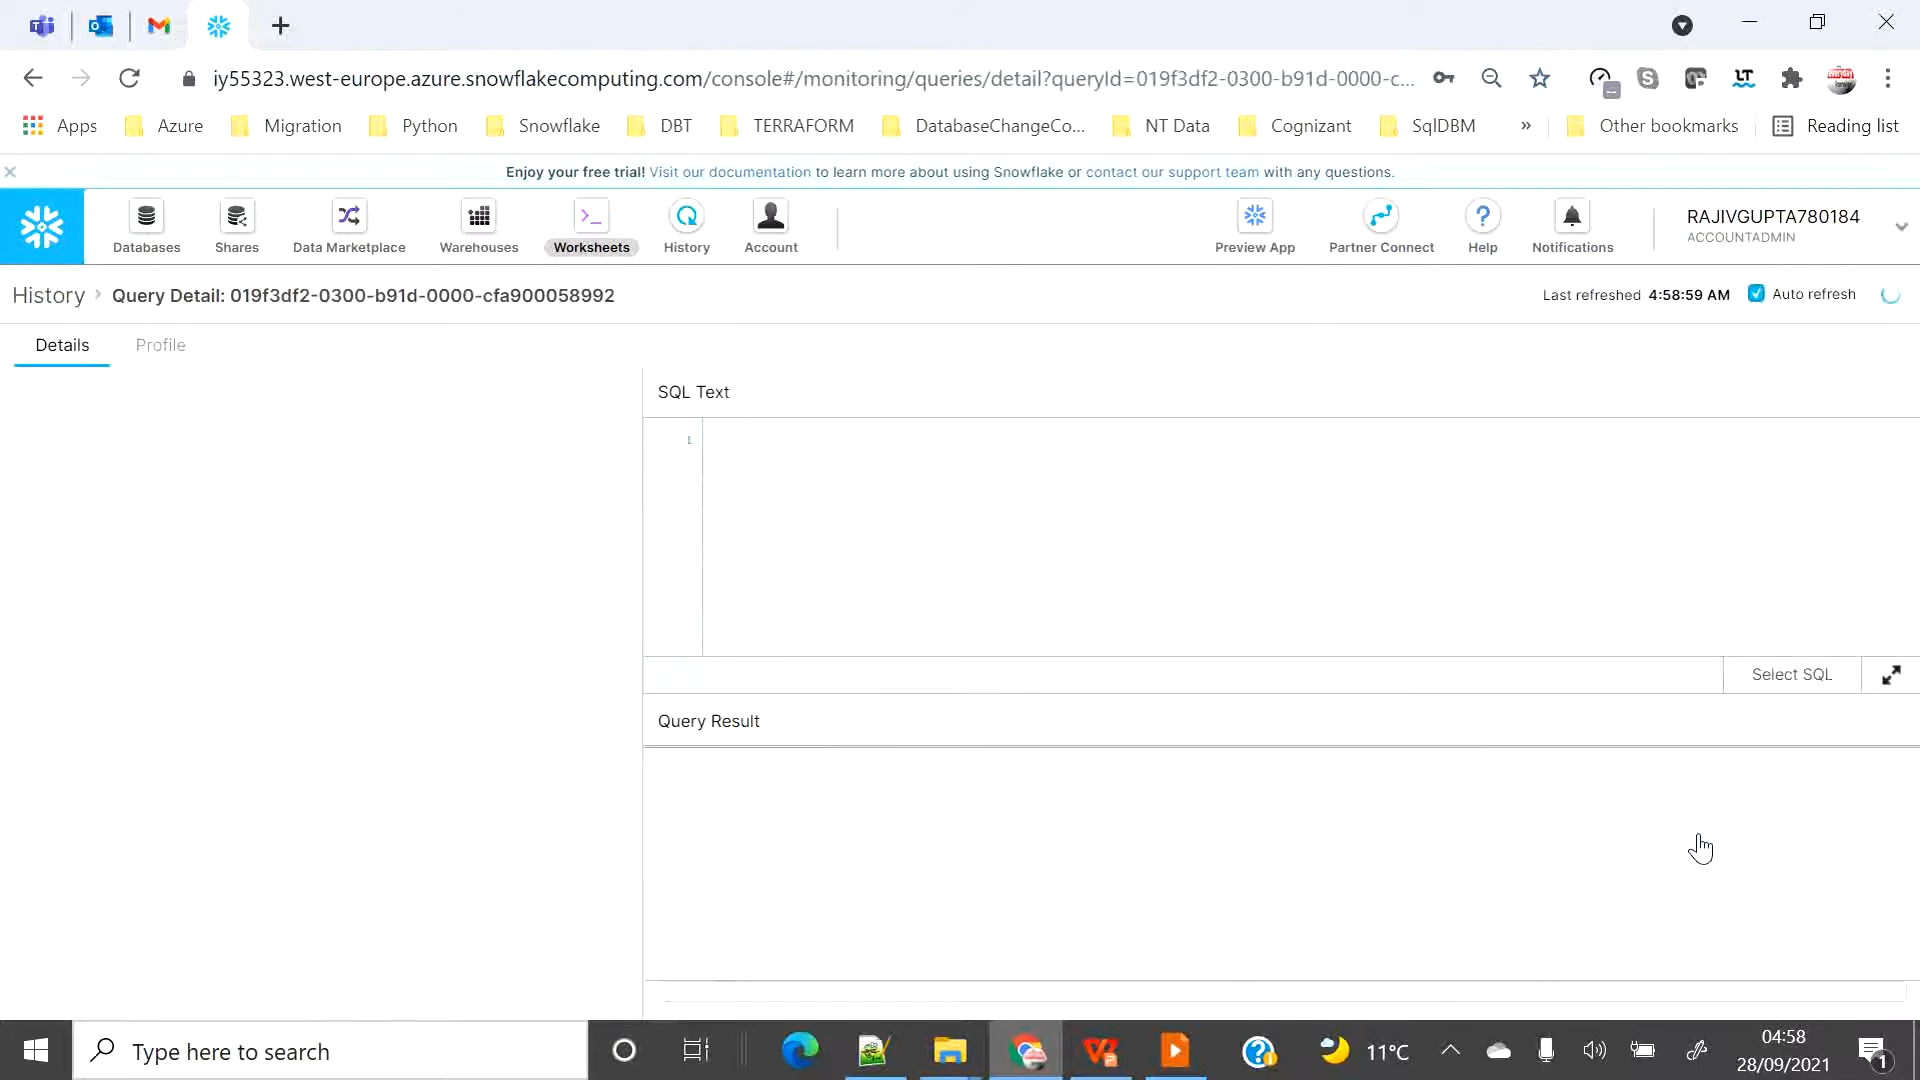 iy55323.west-europe.azure.snowflakecomputing.com/console#/monitoring/queries/detail?queryId=019f3df2-0300-b91d-0000-c...
Apps Azure Migration Python Snowflake DBT TERRAFORM DatabaseChangeCo... NT Data Cognizant SqlDBM » Other bookmarks Reading list
Enjoy your free trial! Visit our documentation to learn more about using Snowflake or contact our support team with any questions.
Databases Shares Data Marketplace Warehouses Worksheets History Account Preview App Partner Connect Help Notifications
RAJIVGUPTA780184
ACCOUNTADMIN
History Query Detail: 019f3df2-0300-b91d-0000-cfa900058992 Last refreshed 4:58:59 AM Auto refresh
Details Profile
SQL Text
1
Select SQL
Query Result
Type here to search
11°C
04:58
28/09/2021
1